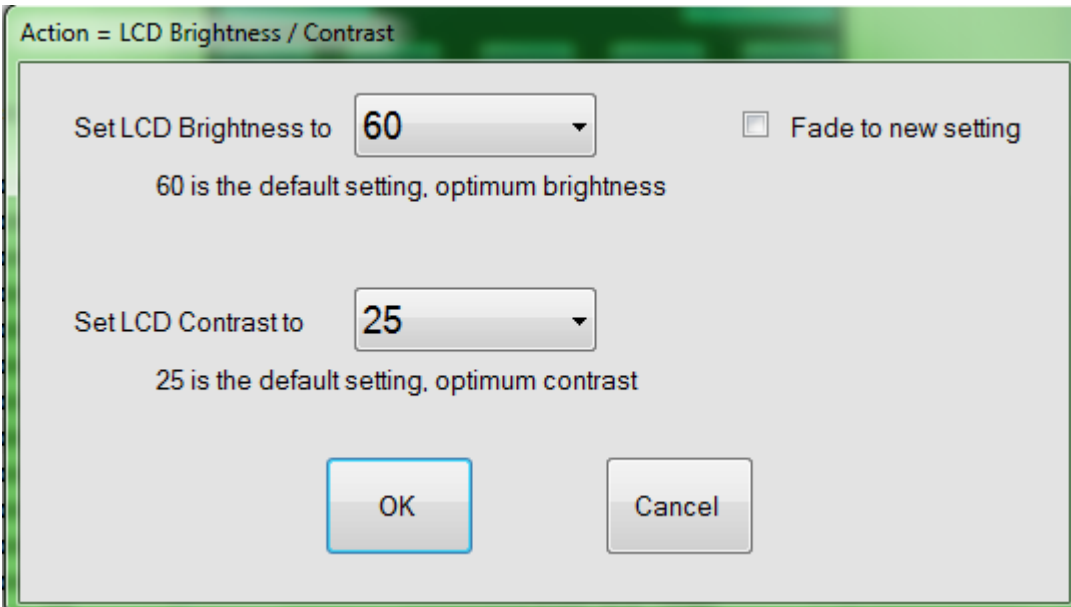 Action = LCD Brightness / Contrast
Set LCD Brightness to 60 Fade to new setting
60 is the default setting, optimum brightness
Set LCD Contrast to 25
25 is the default setting, optimum contrast
OK Cancel